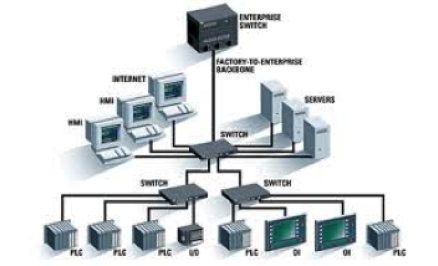 ENTERPRISE
SWITCH
FACTORY-TO-ENTERPRISE
BACKBONE
INTERNET
HMI
HMI
SERVERS
SWITCH
SWITCH
SWITCH
PLC
PLC
PLC
I/O
PLC
OI
OI
PLC